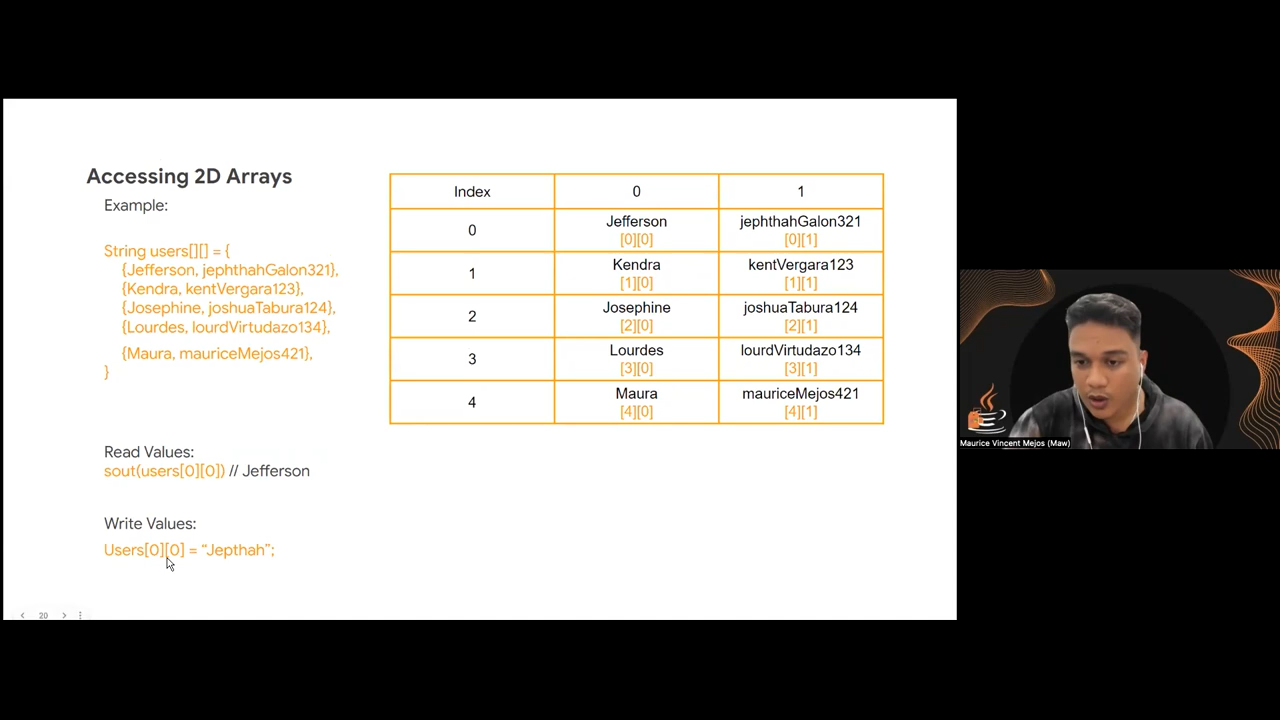 Accessing 2D Arrays
Example:
String users[][] = {
{Jefferson, jephthahGalon321},
{Kendra, kentVergara123},
{Josephine, joshuaTabura124},
{Lourdes, lourdVirtudazo134},
{Maura, mauriceMejos421},
}
Read Values:
sout(users[0][0]) // Jefferson
Write Values:
Users[0][0] = “Jepthah”;
Index 0 1
0 Jefferson jephthahGalon321
[0][0] [0][1]
1 Kendra kentVergara123
[1][0] [1][1]
2 Josephine joshuaTabura124
[2][0] [2][1]
3 Lourdes lourdVirtudazo134
[3][0] [3][1]
4 Maura mauriceMejos421
[4][0] [4][1]
20
Maurice Vincent Mejos (Maw)